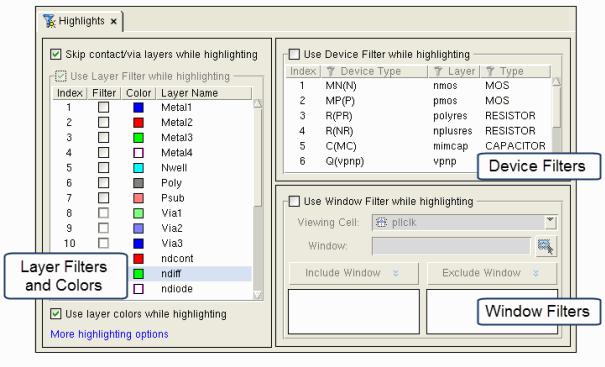 Highlights ×
Skip contact/via layers while highlighting
Use Layer Filter while highlighting
Index Filter Color Layer Name
1 Metal1
2 Metal2
3 Metal3
4 Metal4
5 Nwell
6 Poly
7 Psub
8 Via1
9 Via2
10 Via3
ndcont
ndiff
ndiode
Layer Filters
and Colors
Use layer colors while highlighting
More highlighting options
Use Device Filter while highlighting
Index Device Type Layer Type
1 MN(N) nmos MOS
2 MP(P) pmos MOS
3 R(PR) polyres RESISTOR
4 R(NR) nplusres RESISTOR
5 C(MC) mimcap CAPACITOR
6 Q(vpnp) vpnp
Device Filters
Use Window Filter while highlighting
Viewing Cell: pllclk
Window:
Include Window Exclude Window
Window Filters